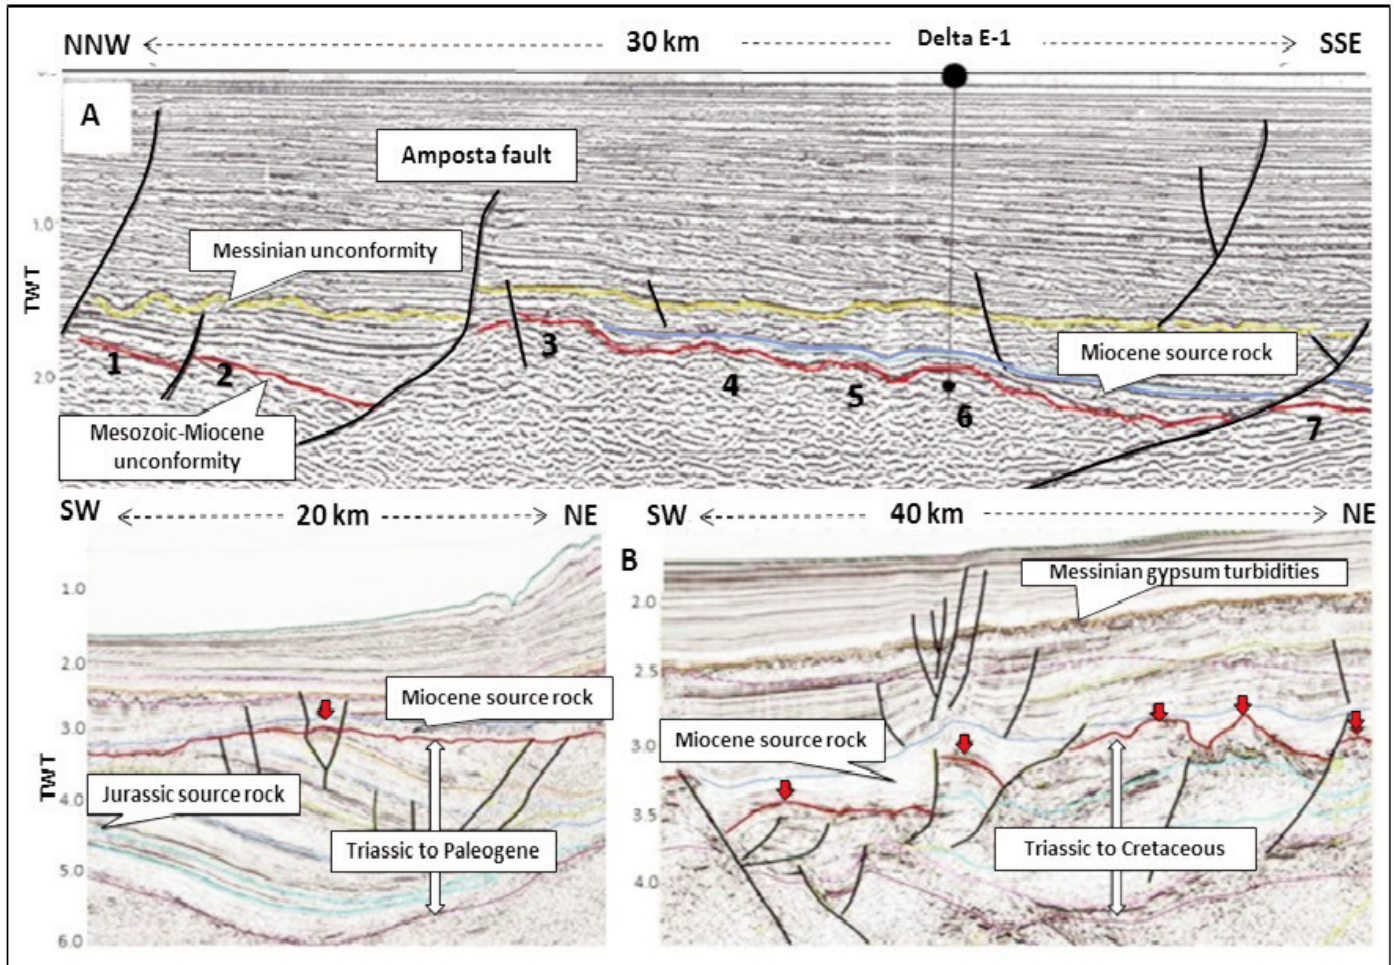 NNW 30 km Delta E-1 SSE
A
Amposta fault
1.0
Messinian unconformity
TWT
Miocene source rock
2.0
1 2 3 4 5 6 7
Mesozoic-Miocene
unconformity
SW 20 km NE
SW 40 km NE
B
1.0
2.0
3.0
4.0
5.0
6.0
TWT
Miocene source rock
Jurassic source rock
Triassic to Paleogene
Messinian gypsum turbidities
2.0
2.5
3.0
3.5
4.0
Miocene source rock
Triassic to Cretaceous